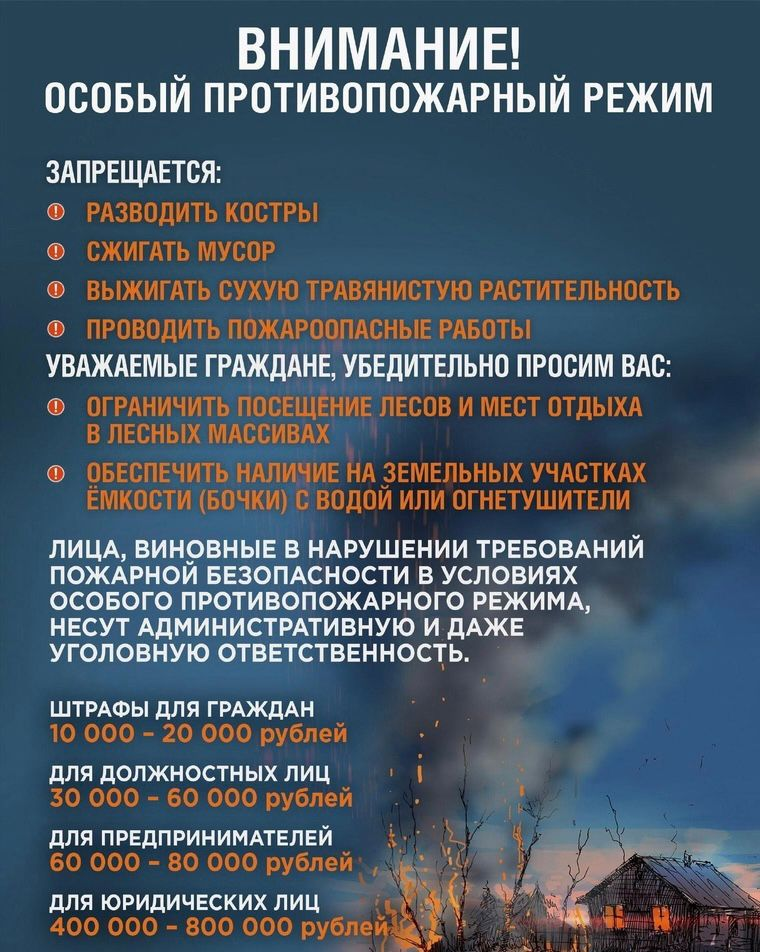 ВНИМАНИЕ!
ОСОБЫЙ ПРОТИВОПОЖАРНЫЙ РЕЖИМ
ЗАПРЕЩАЕТСЯ:
РАЗВОДИТЬ КОСТРЫ
СЖИГАТЬ МУСОР
ВЫЖИГАТЬ СУХУЮ ТРАВЯНИСТУЮ РАСТИТЕЛЬНОСТЬ
ПРОВОДИТЬ ПОЖАРООПАСНЫЕ РАБОТЫ
УВАЖАЕМЫЕ ГРАЖДАНЕ, УБЕДИТЕЛЬНО ПРОСИМ ВАС:
ОГРАНИЧИТЬ ПОСЕЩЕНИЕ ЛЕСОВ И МЕСТ ОТДЫХА
В ЛЕСНЫХ МАССИВАХ
ОБЕСПЕЧИТЬ НАЛИЧИЕ НА ЗЕМЕЛЬНЫХ УЧАСТКАХ
ЁМКОСТИ (БОЧКИ) С ВОДОЙ ИЛИ ОГНЕТУШИТЕЛИ
ЛИЦА, ВИНОВНЫЕ В НАРУШЕНИИ ТРЕБОВАНИЙ
ПОЖАРНОЙ БЕЗОПАСНОСТИ В УСЛОВИЯХ
ОСОБОГО ПРОТИВОПОЖАРНОГО РЕЖИМА,
НЕСУТ АДМИНИСТРАТИВНУЮ И ДАЖЕ
УГОЛОВНУЮ ОТВЕТСТВЕННОСТЬ.
ШТРАФЫ ДЛЯ ГРАЖДАН
10 000 – 20 000 рублей
ДЛЯ ДОЛЖНОСТНЫХ ЛИЦ
30 000 – 60 000 рублей
ДЛЯ ПРЕДПРИНИМАТЕЛЕЙ
60 000 – 80 000 рублей
ДЛЯ ЮРИДИЧЕСКИХ ЛИЦ
400 000 – 800 000 рублей